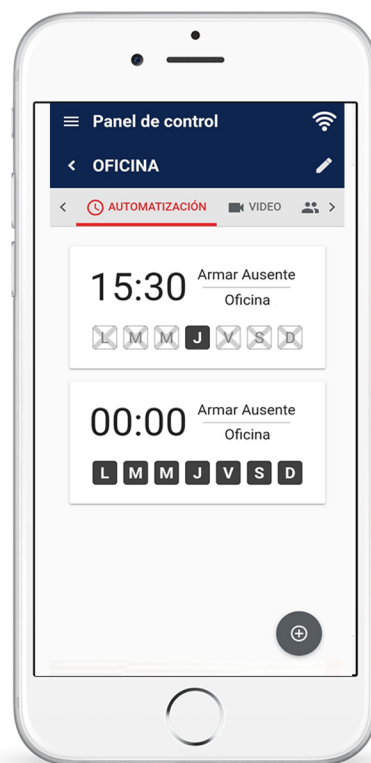 Panel de control
OFICINA
AUTOMATIZACIÓN VIDEO
15:30 Armar Ausente
Oficina
L M M J V S D
00:00 Armar Ausente
Oficina
L M M J V S D